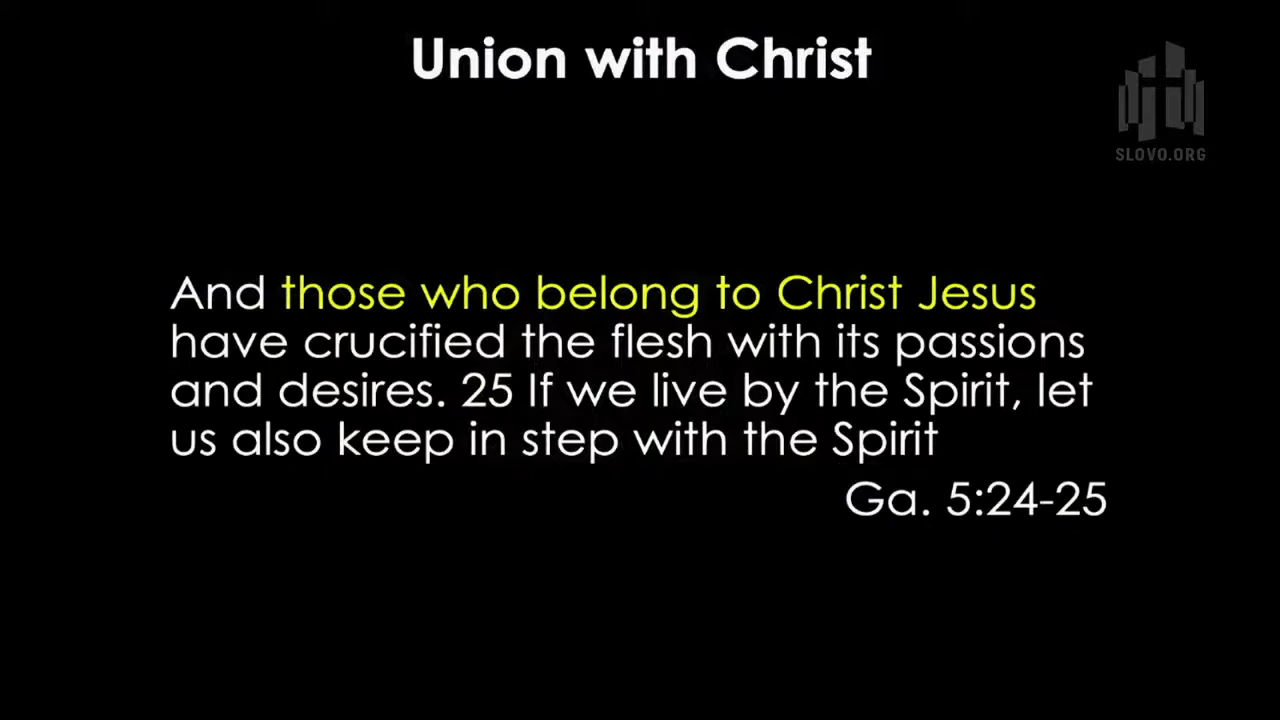 Union with Christ
SLOVO.ORG
And those who belong to Christ Jesus
have crucified the flesh with its passions
and desires. 25 If we live by the Spirit, let
us also keep in step with the Spirit
Ga. 5:24-25